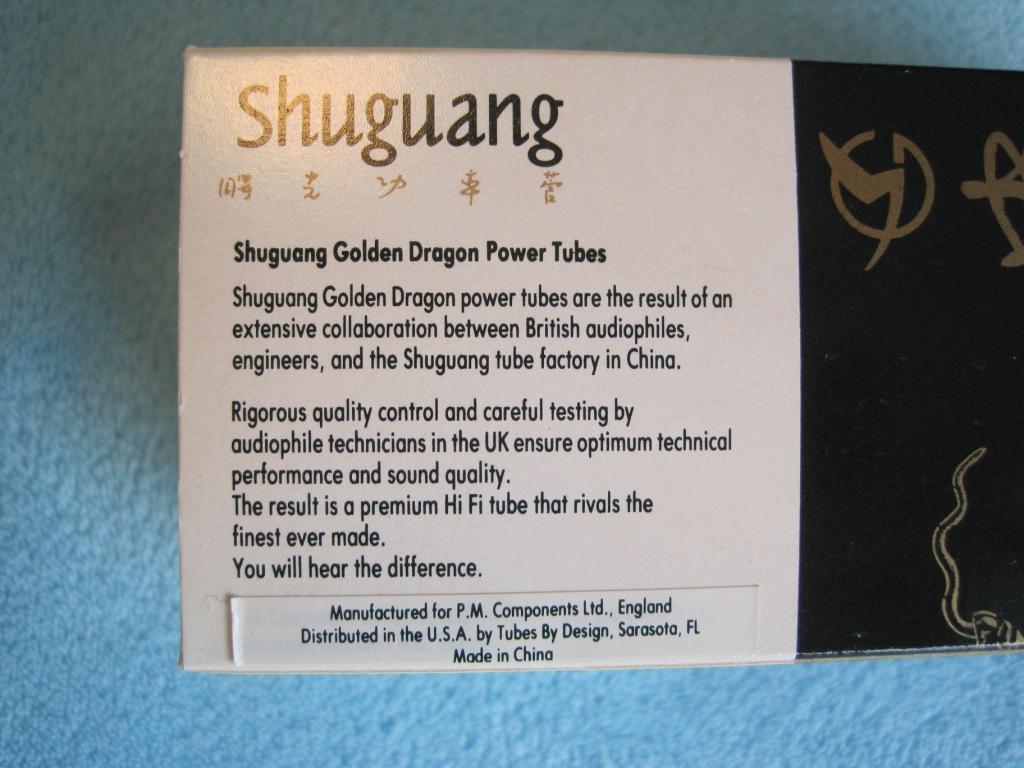 Shuguang
曙光功率管
Shuguang Golden Dragon Power Tubes
Shuguang Golden Dragon power tubes are the result of an
extensive collaboration between British audiophiles,
engineers, and the Shuguang tube factory in China.
Rigorous quality control and careful testing by
audiophile technicians in the UK ensure optimum technical
performance and sound quality.
The result is a premium Hi Fi tube that rivals the
finest ever made.
You will hear the difference.
Manufactured for P.M. Components Ltd., England
Distributed in the U.S.A. by Tubes By Design, Sarasota, FL
Made in China